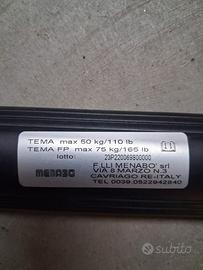 TEMA max 50 kg/110 lb
TEMA FP max 75 kg/165 lb
lotto: 23P220069800000
MENABO
F.LLI MENABO' srl
VIA 8 MARZO N.3
CAVRIAGO RE-ITALY
TEL 0039.0522942840
subito